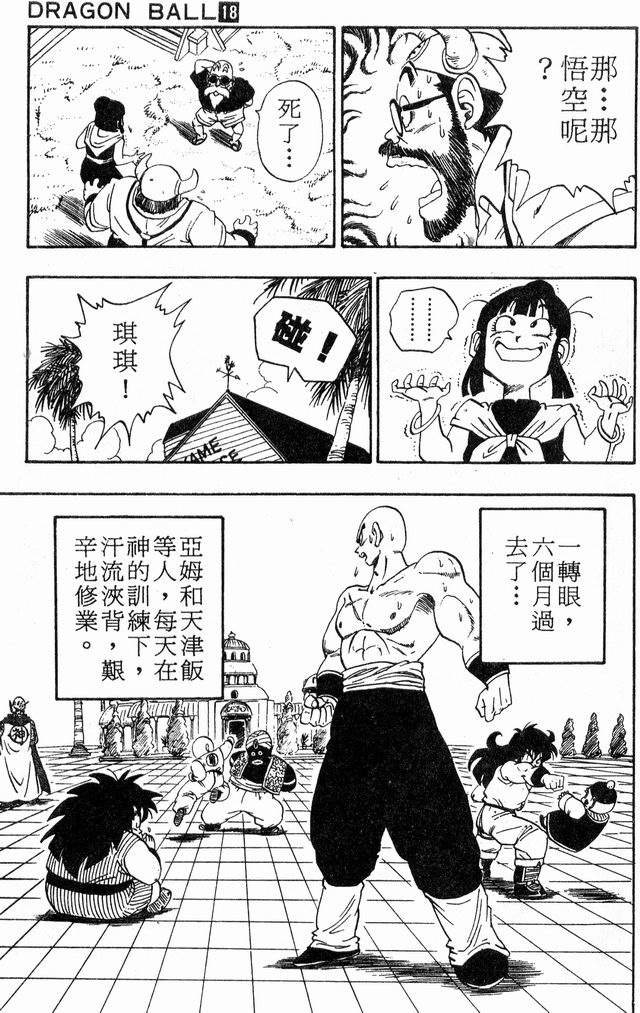 DRAGON BALL 18
那…那
悟空呢
？
死了…
………
碰！
琪琪！
KAME
一轉眼，
六個月過
去了…
亞姆和天津飯
等人，每天在
神的訓練下，
汗流浹背，艱
辛地修業。
神